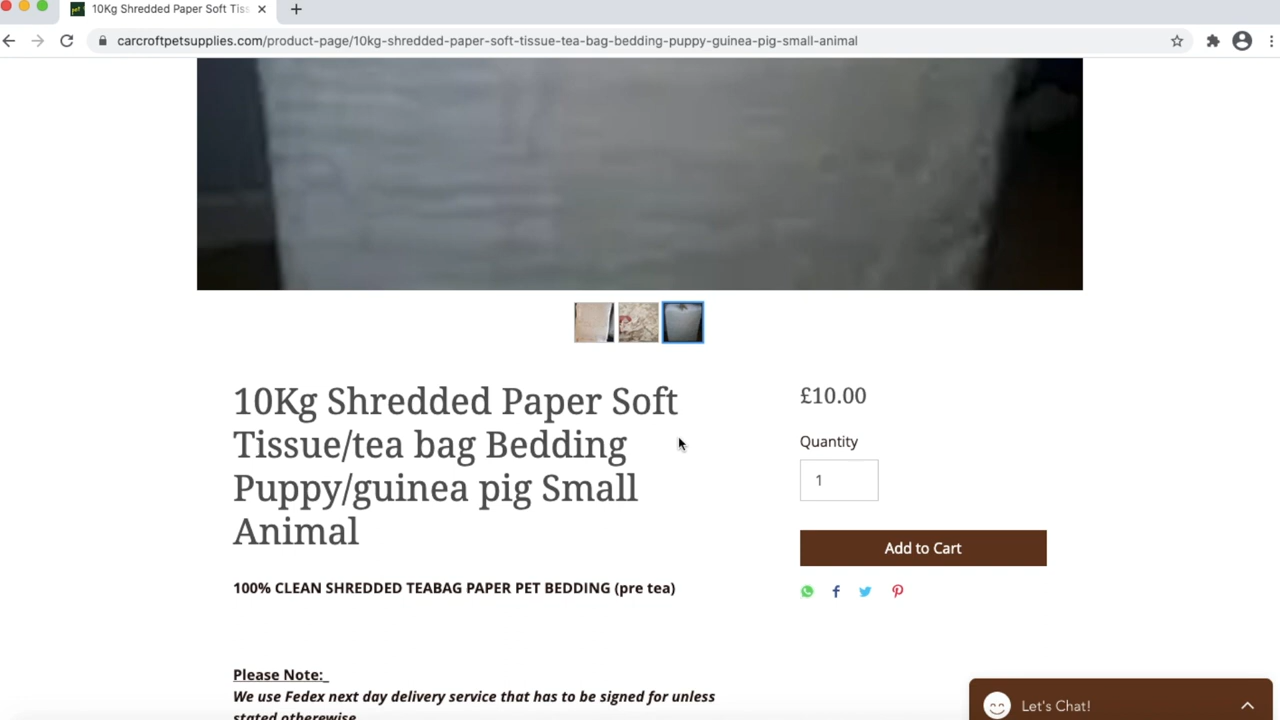 10Kg Shredded Paper Soft Tiss
carcroftpetsupplies.com/product-page/10kg-shredded-paper-soft-tissue-tea-bag-bedding-puppy-guinea-pig-small-animal
10Kg Shredded Paper Soft
Tissue/tea bag Bedding
Puppy/guinea pig Small
Animal
100% CLEAN SHREDDED TEABAG PAPER PET BEDDING (pre tea)
Please Note:_
We use Fedex next day delivery service that has to be signed for unless
stated otherwise
£10.00
Quantity
1
Add to Cart
Let's Chat!